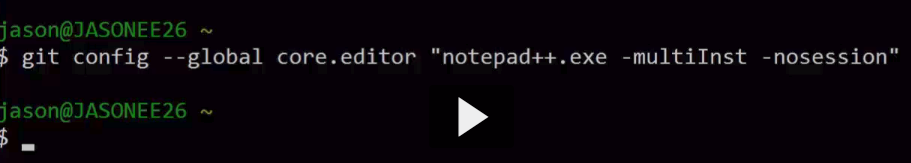 jason@JASONEE26 ~
$ git config --global core.editor "notepad++.exe -multiInst -nosession"
jason@JASONEE26 ~
$